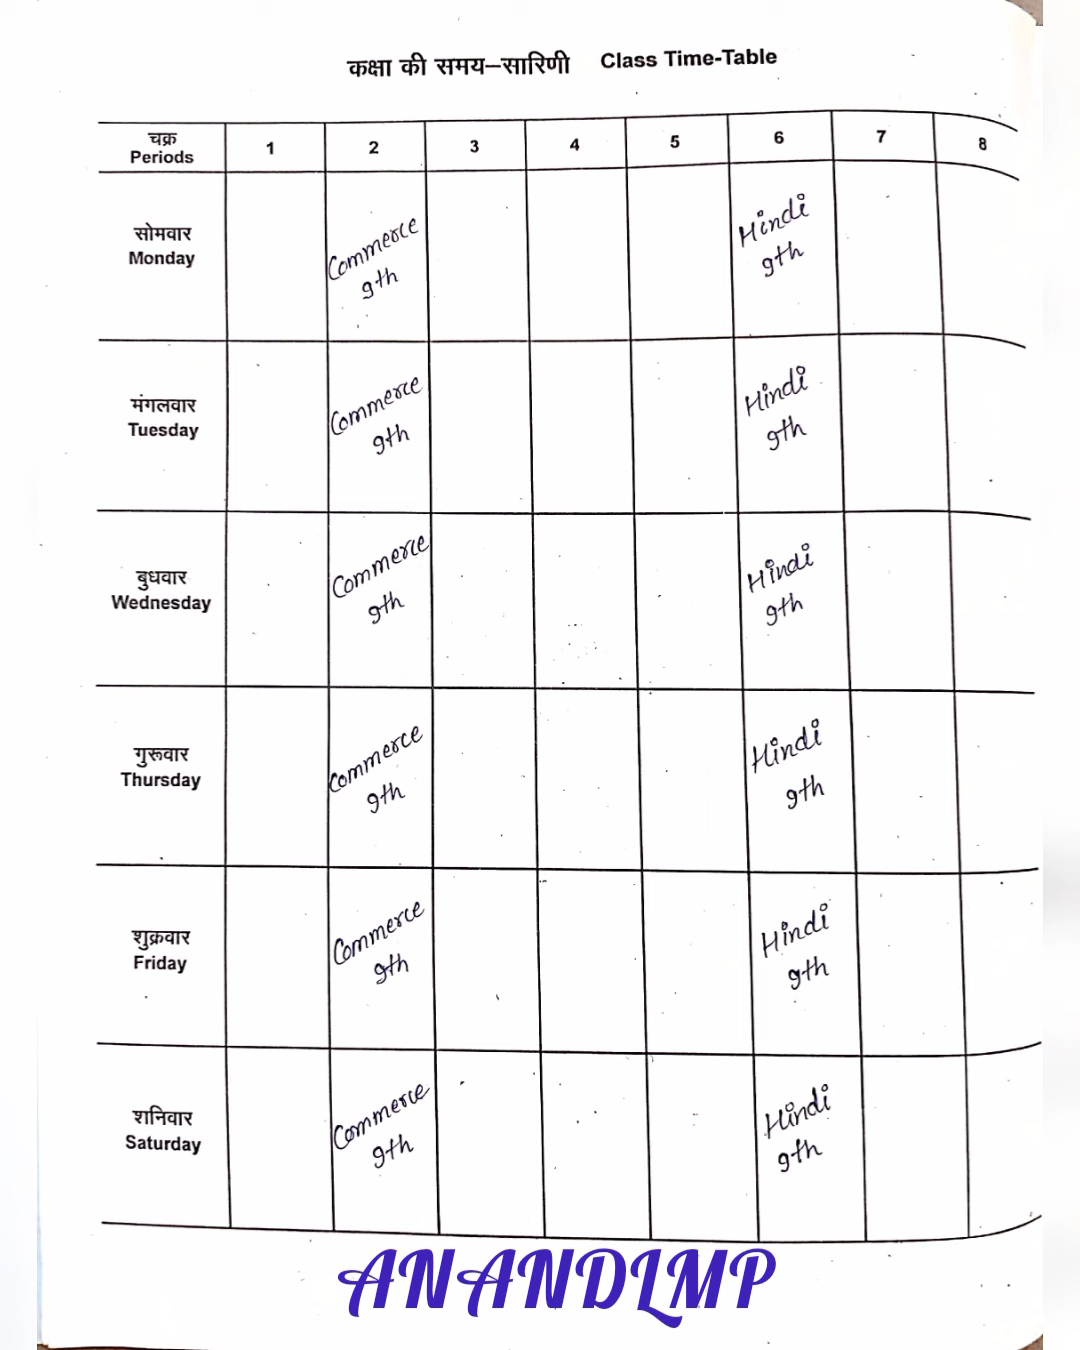 कक्षा की समय–सारिणी Class Time-Table
चक्र
Periods 1 2 3 4 5 6 7 8
सोमवार
Monday
Commerce
9th
Hindi
9th
मंगलवार
Tuesday
Commerce
9th
Hindi
9th
बुधवार
Wednesday
Commerce
9th
Hindi
9th
गुरूवार
Thursday
Commerce
9th
Hindi
9th
शुक्रवार
Friday
Commerce
9th
Hindi
9th
शनिवार
Saturday
Commerce
9th
Hindi
9th
ANANDLMP